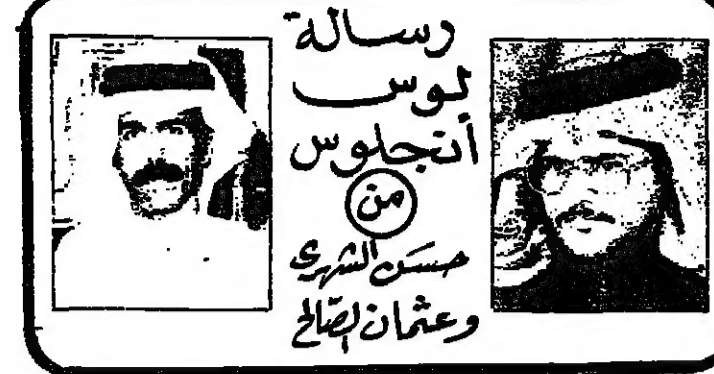 رسالة
لوس
أنجلوس
من
حسن الشهري
وعثمان الصالح